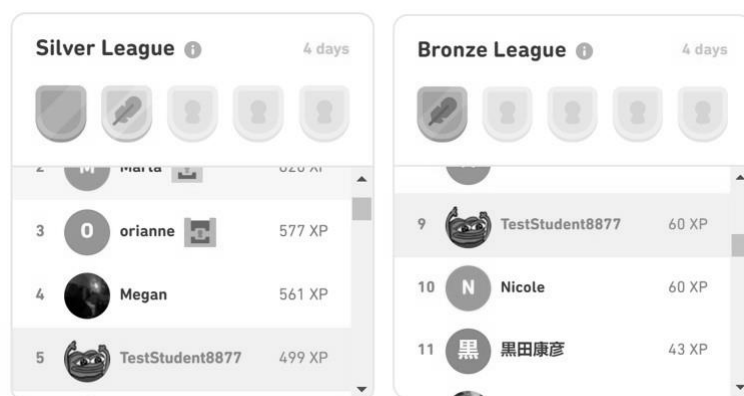 Silver League
4 days
3 O orianne 577 XP
4 Megan 561 XP
5 TestStudent8877 499 XP
Bronze League
4 days
9 TestStudent8877 60 XP
10 N Nicole 60 XP
11 黒 黒田康彦 43 XP